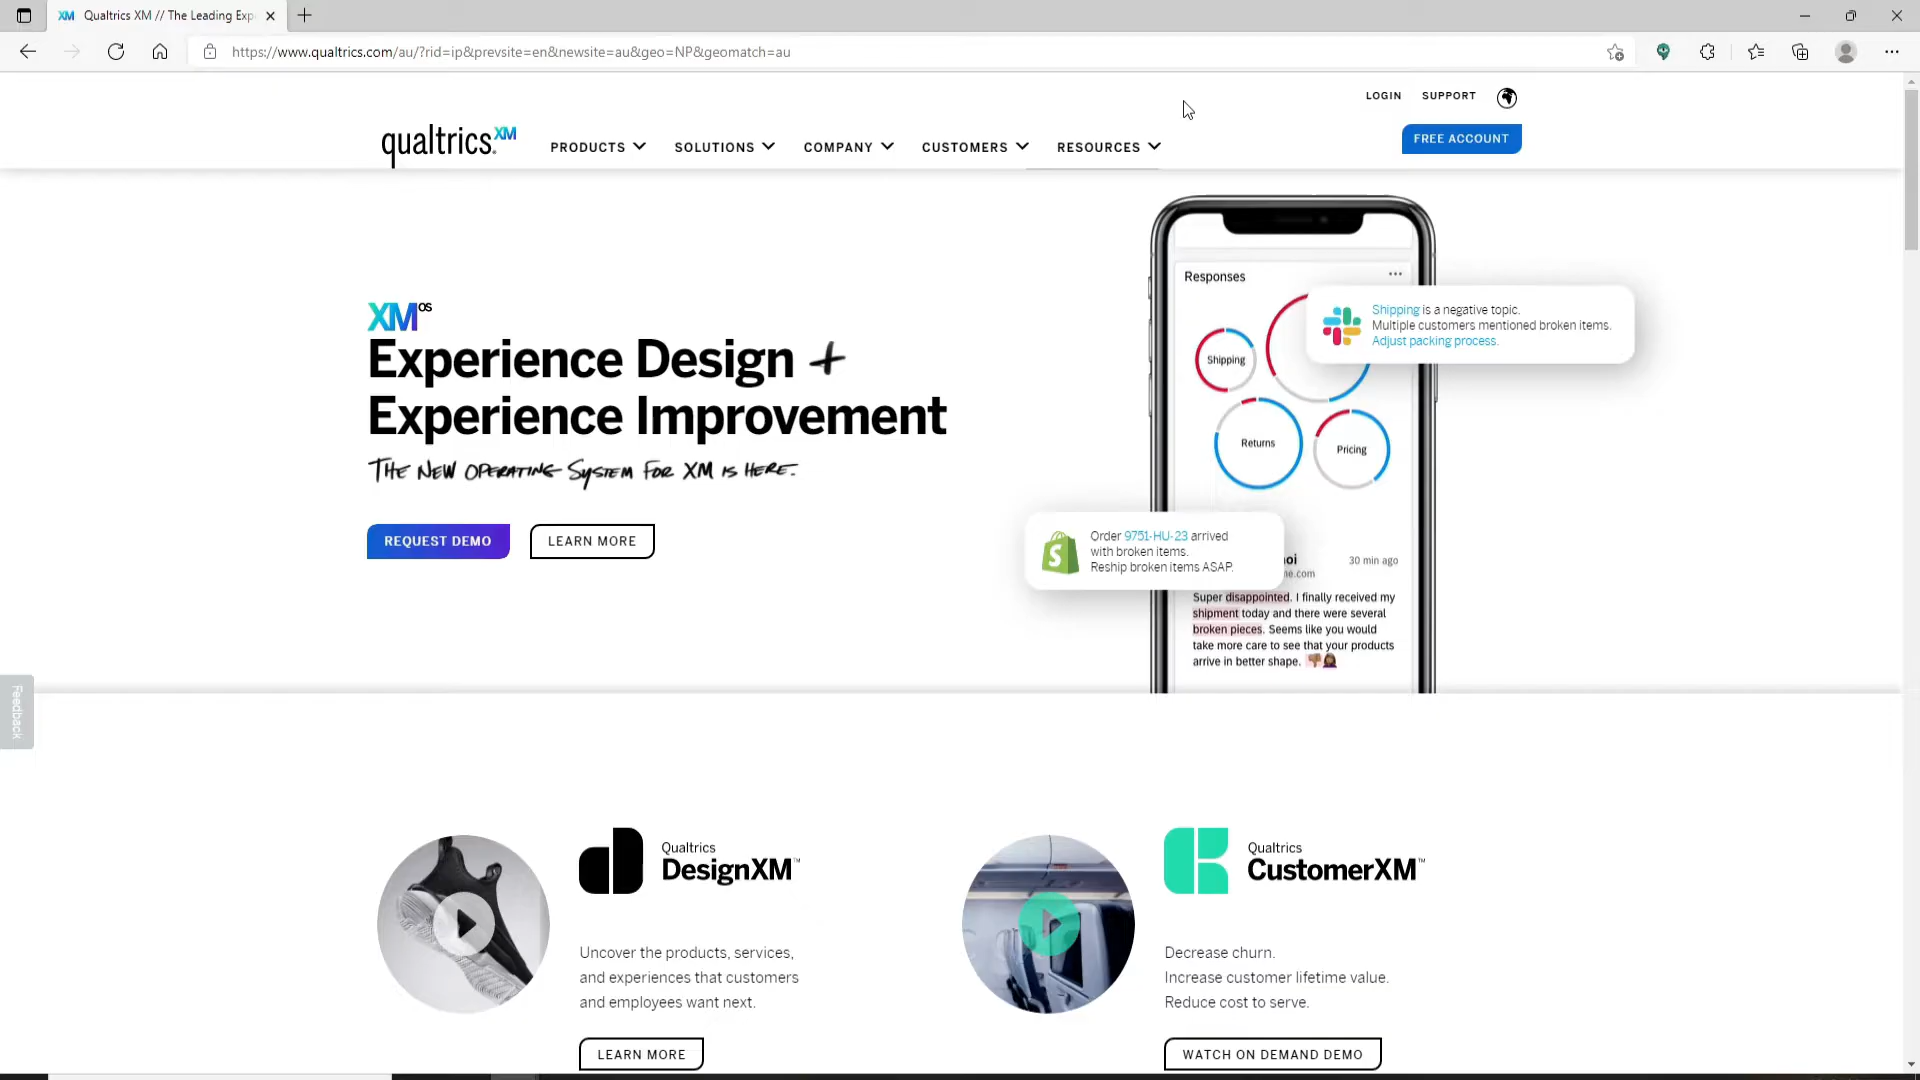 Qualtrics XM // The Leading Exp
https://www.qualtrics.com/au/?rid=ip&prevsite=en&newsite=au&geo=NP&geomatch=au
LOGIN SUPPORT
qualtrics.XM
PRODUCTS SOLUTIONS COMPANY CUSTOMERS RESOURCES
FREE ACCOUNT
Responses
Shipping is a negative topic.
Multiple customers mentioned broken items.
Adjust packing process.
Shipping
Returns
Pricing
XM OS
Experience Design +
Experience Improvement
THE NEW OPERATING SYSTEM FOR XM IS HERE.
REQUEST DEMO LEARN MORE
Order 9751-HU-23 arrived
with broken items.
Reship broken items ASAP.
30 min ago
Super disappointed. I finally received my
shipment today and there were several
broken pieces. Seems like you would
take more care to see that your products
arrive in better shape.
Feedback
Qualtrics
DesignXM™
Uncover the products, services,
and experiences that customers
and employees want next.
LEARN MORE
Qualtrics
CustomerXM™
Decrease churn.
Increase customer lifetime value.
Reduce cost to serve.
WATCH ON DEMAND DEMO